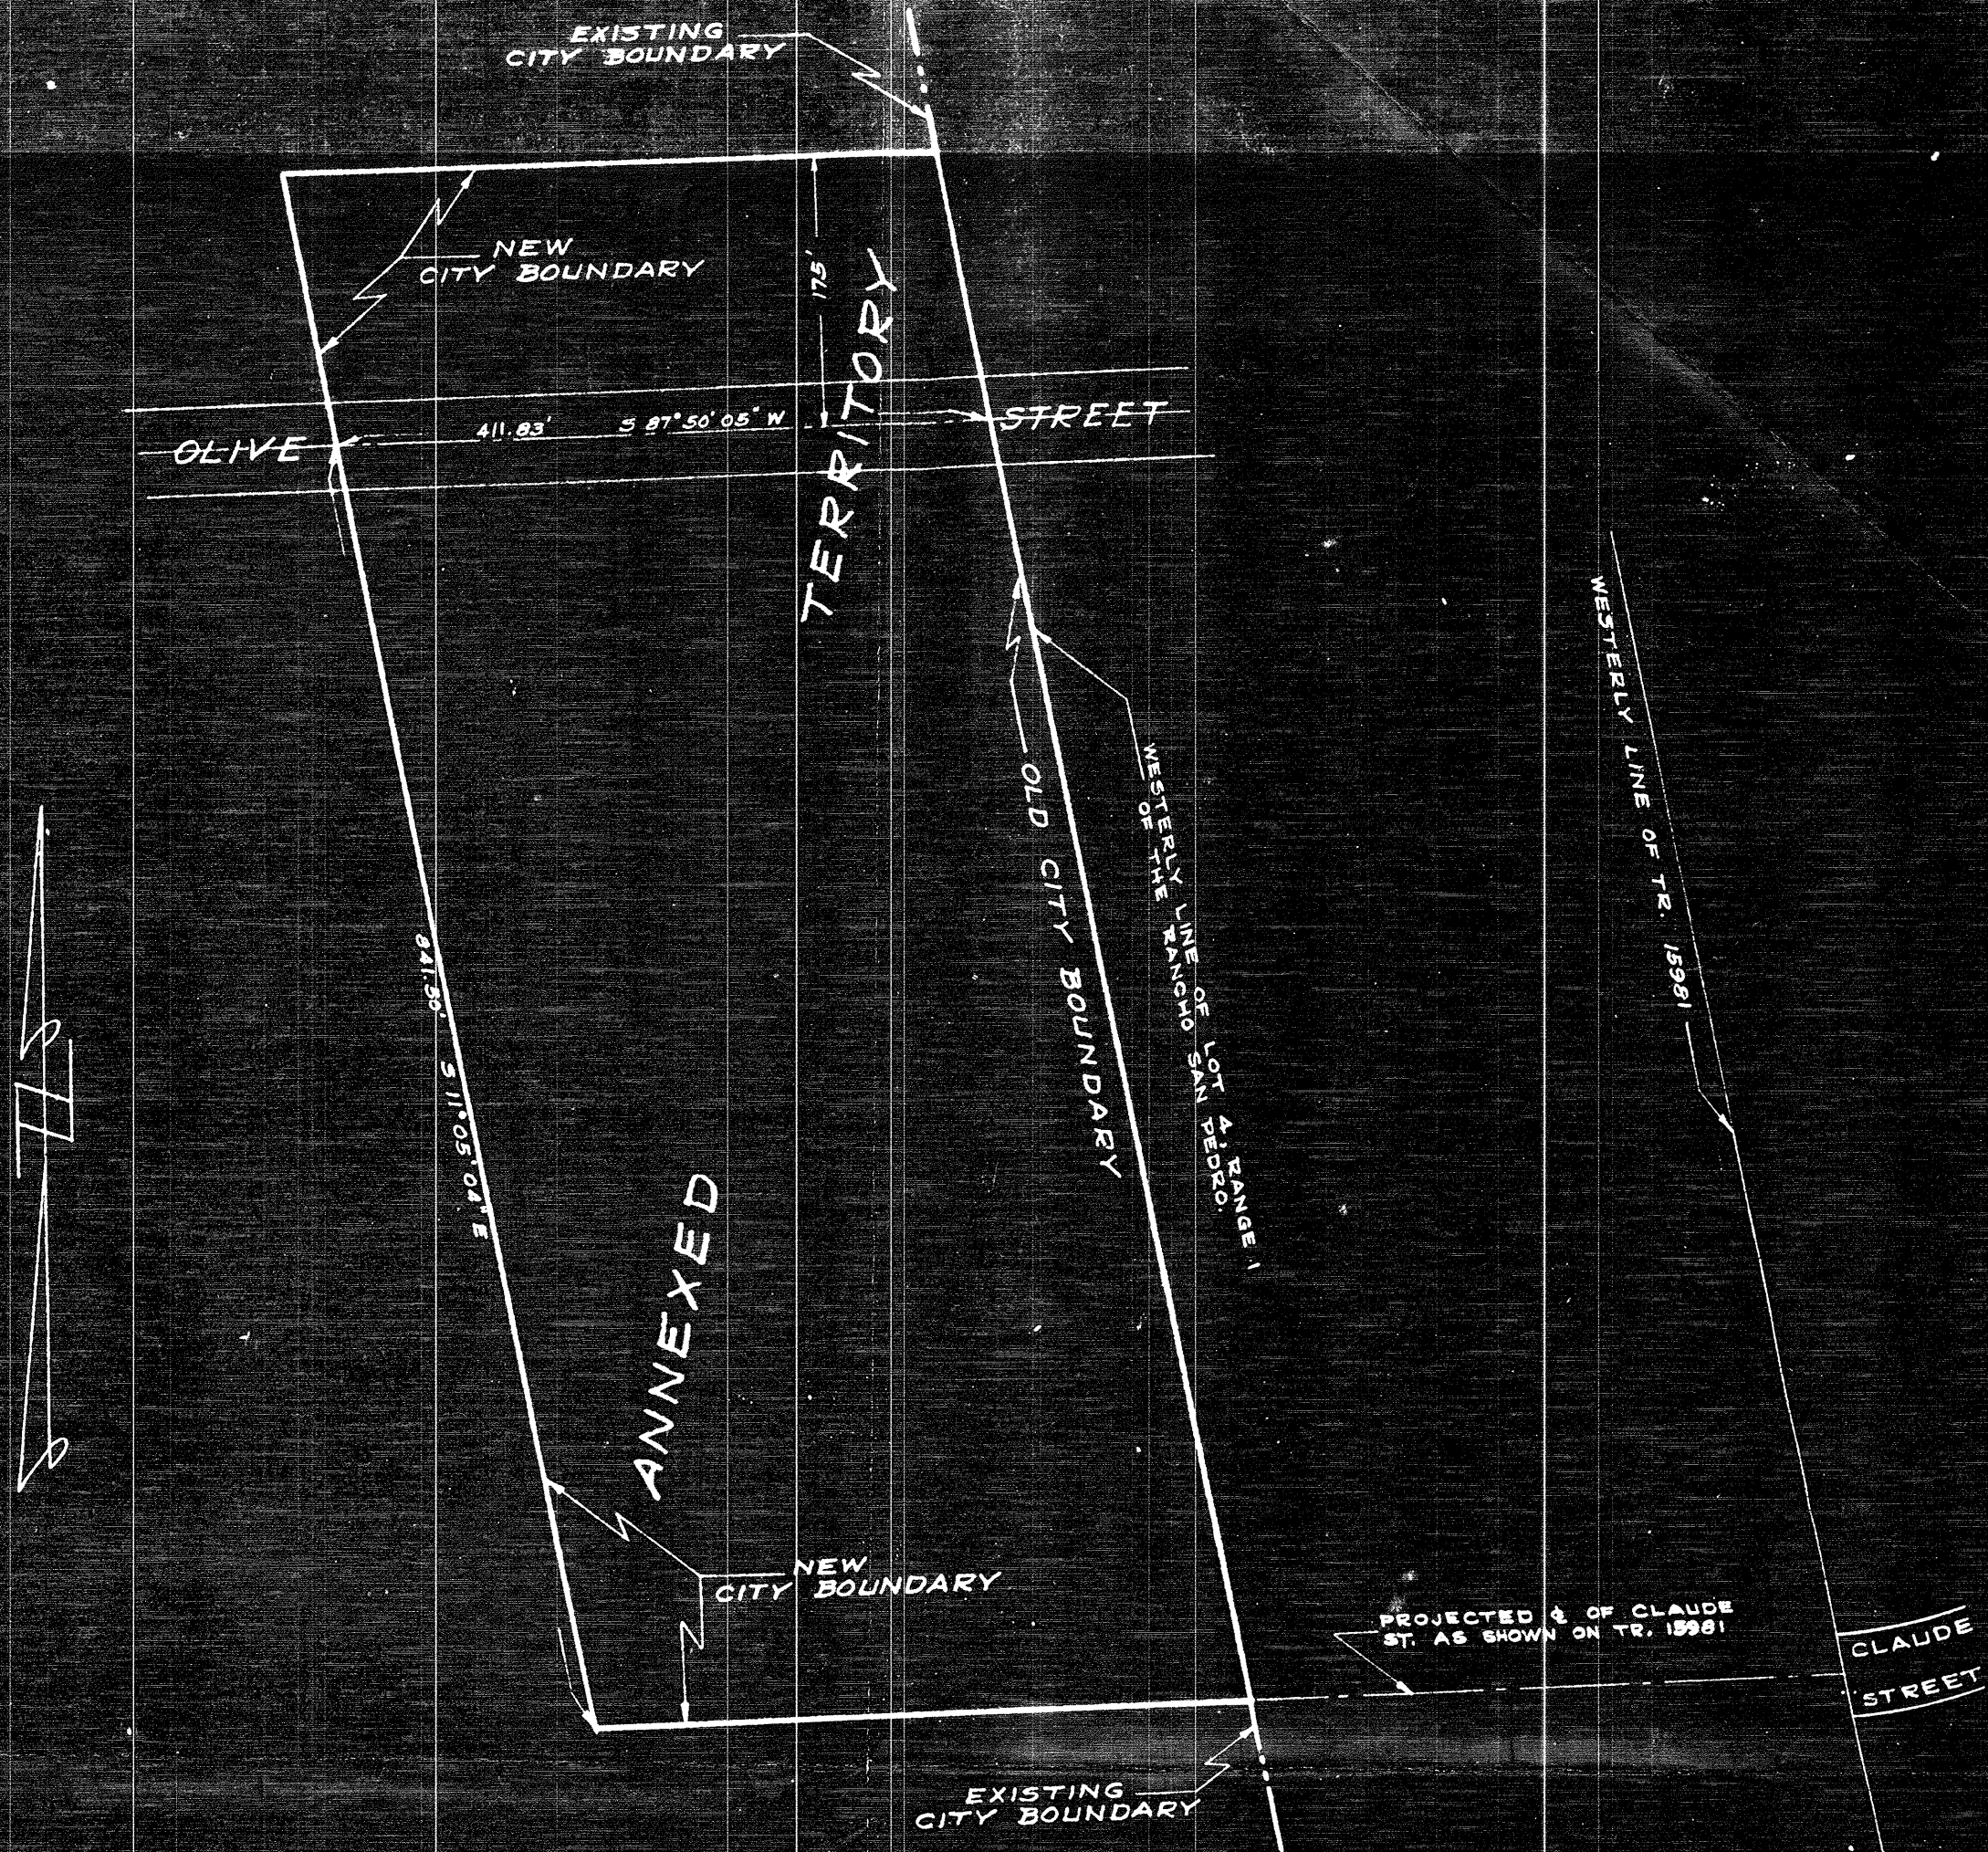 EXISTING
CITY BOUNDARY
NEW
CITY BOUNDARY
175'
TERRITORY
OLIVE
411.83' S 87° 50' 05" W
STREET
WESTERLY LINE OF TR. 15981
OLD CITY BOUNDARY
WESTERLY LINE OF LOT 4, RANGE 1
OF THE RANCHO SAN PEDRO.
841.50' S 11° 05' 04" E
ANNEXED
NEW
CITY BOUNDARY
PROJECTED ℄ OF CLAUDE
ST. AS SHOWN ON TR. 15981
CLAUDE
STREET
EXISTING
CITY BOUNDARY